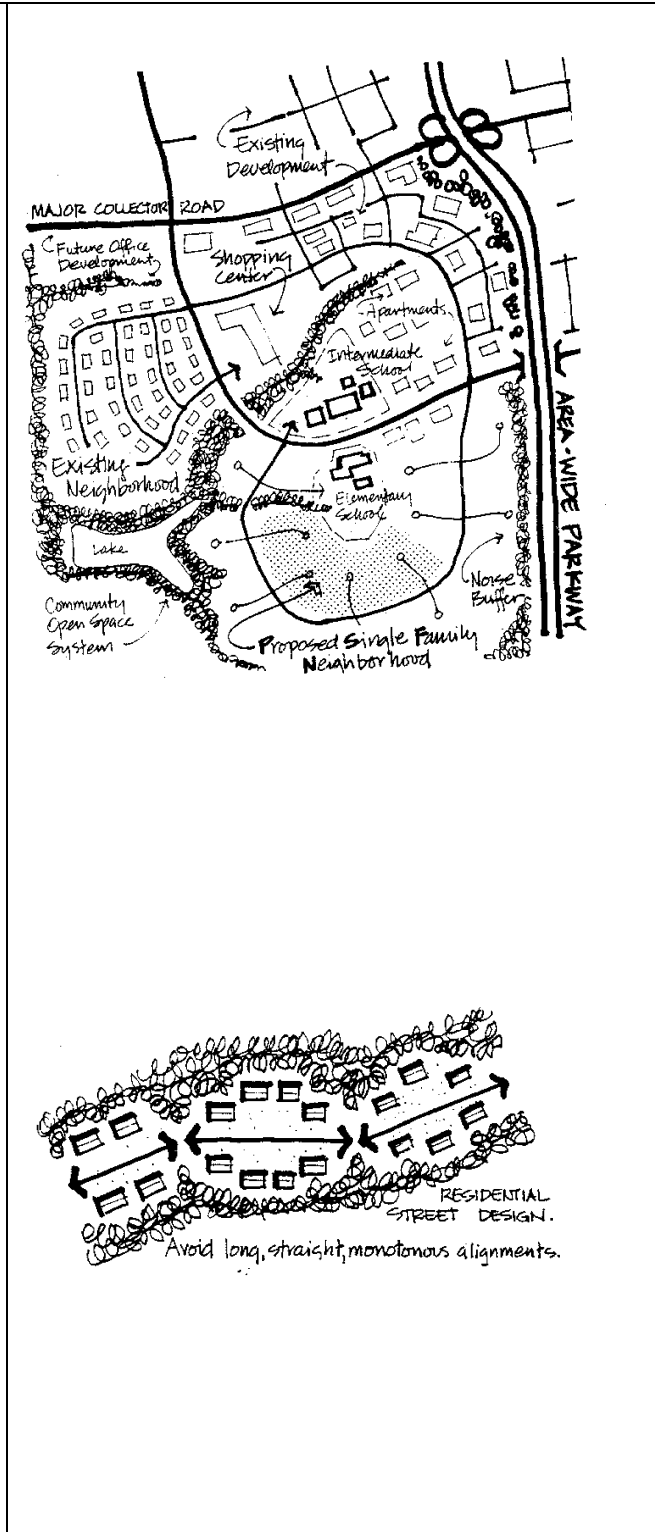 Existing
Development
MAJOR COLLECTOR ROAD
Future Office
Development
Shopping
Center
Apartments
Intermediate
School
Existing
Neighborhood
Elementary
School
Lake
AREA-WIDE PARKWAY
Community
Open Space
System
Noise
Buffer
Proposed Single Family
Neighborhood
RESIDENTIAL
STREET DESIGN.
Avoid long, straight, monotonous alignments.